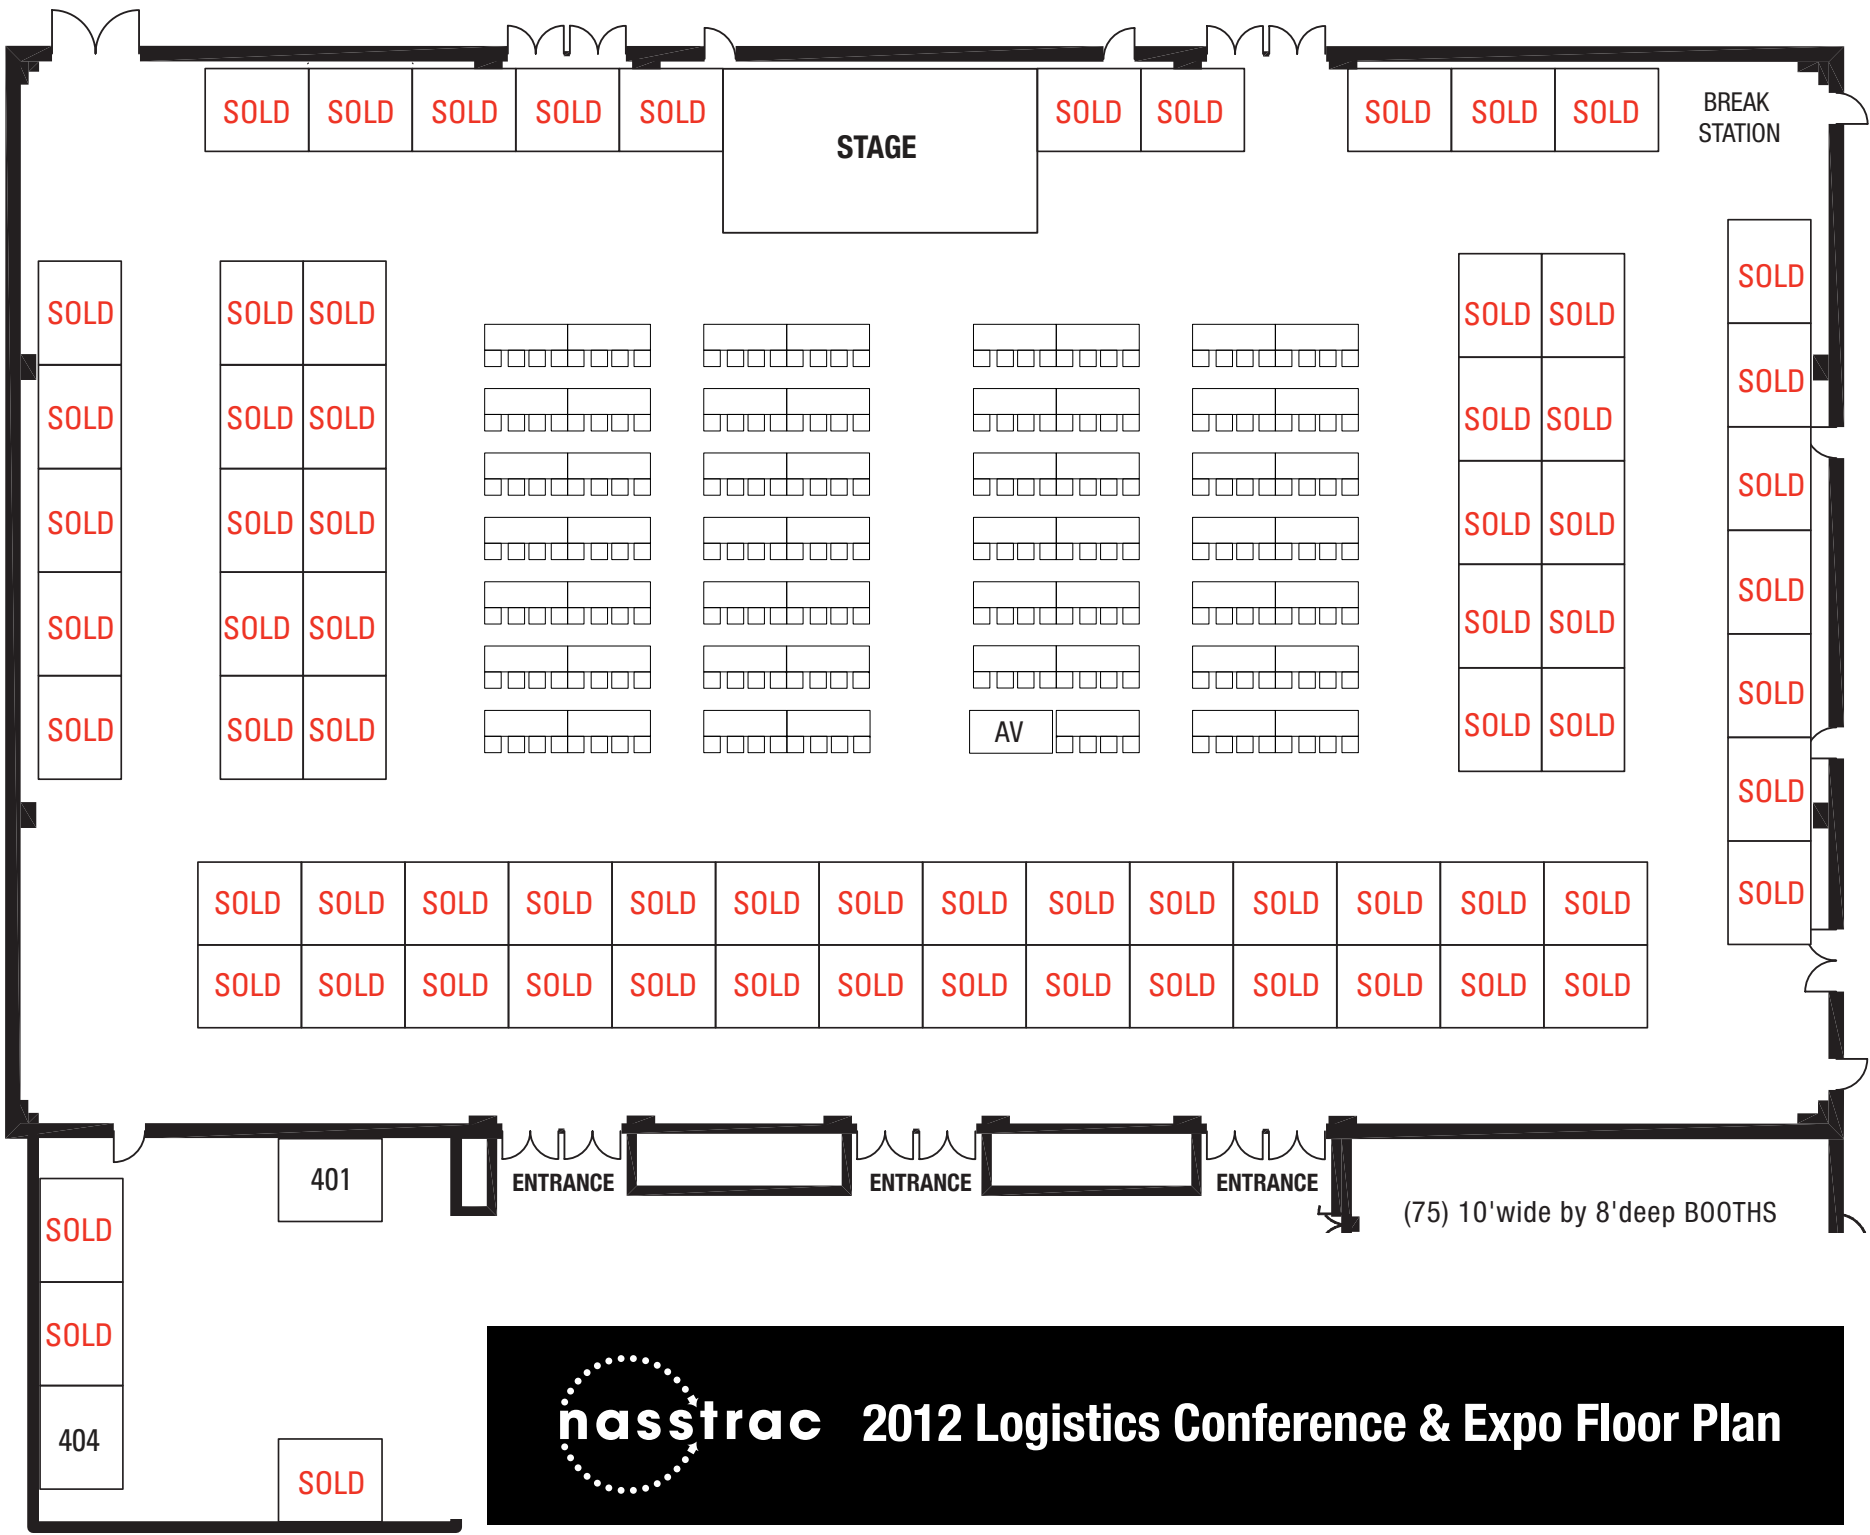 SOLD SOLD SOLD SOLD SOLD STAGE SOLD SOLD SOLD SOLD SOLD BREAK
STATION
SOLD
SOLD SOLD SOLD SOLD SOLD
SOLD
SOLD SOLD SOLD SOLD SOLD
SOLD
SOLD SOLD SOLD SOLD SOLD
SOLD
SOLD SOLD SOLD SOLD SOLD
SOLD
SOLD SOLD SOLD AV SOLD SOLD
SOLD
SOLD SOLD SOLD SOLD SOLD SOLD SOLD SOLD SOLD SOLD SOLD SOLD SOLD SOLD SOLD
SOLD SOLD SOLD SOLD SOLD SOLD SOLD SOLD SOLD SOLD SOLD SOLD SOLD SOLD
401 ENTRANCE ENTRANCE ENTRANCE
(75) 10'wide by 8'deep BOOTHS
SOLD
SOLD
404
SOLD
nasstrac 2012 Logistics Conference & Expo Floor Plan